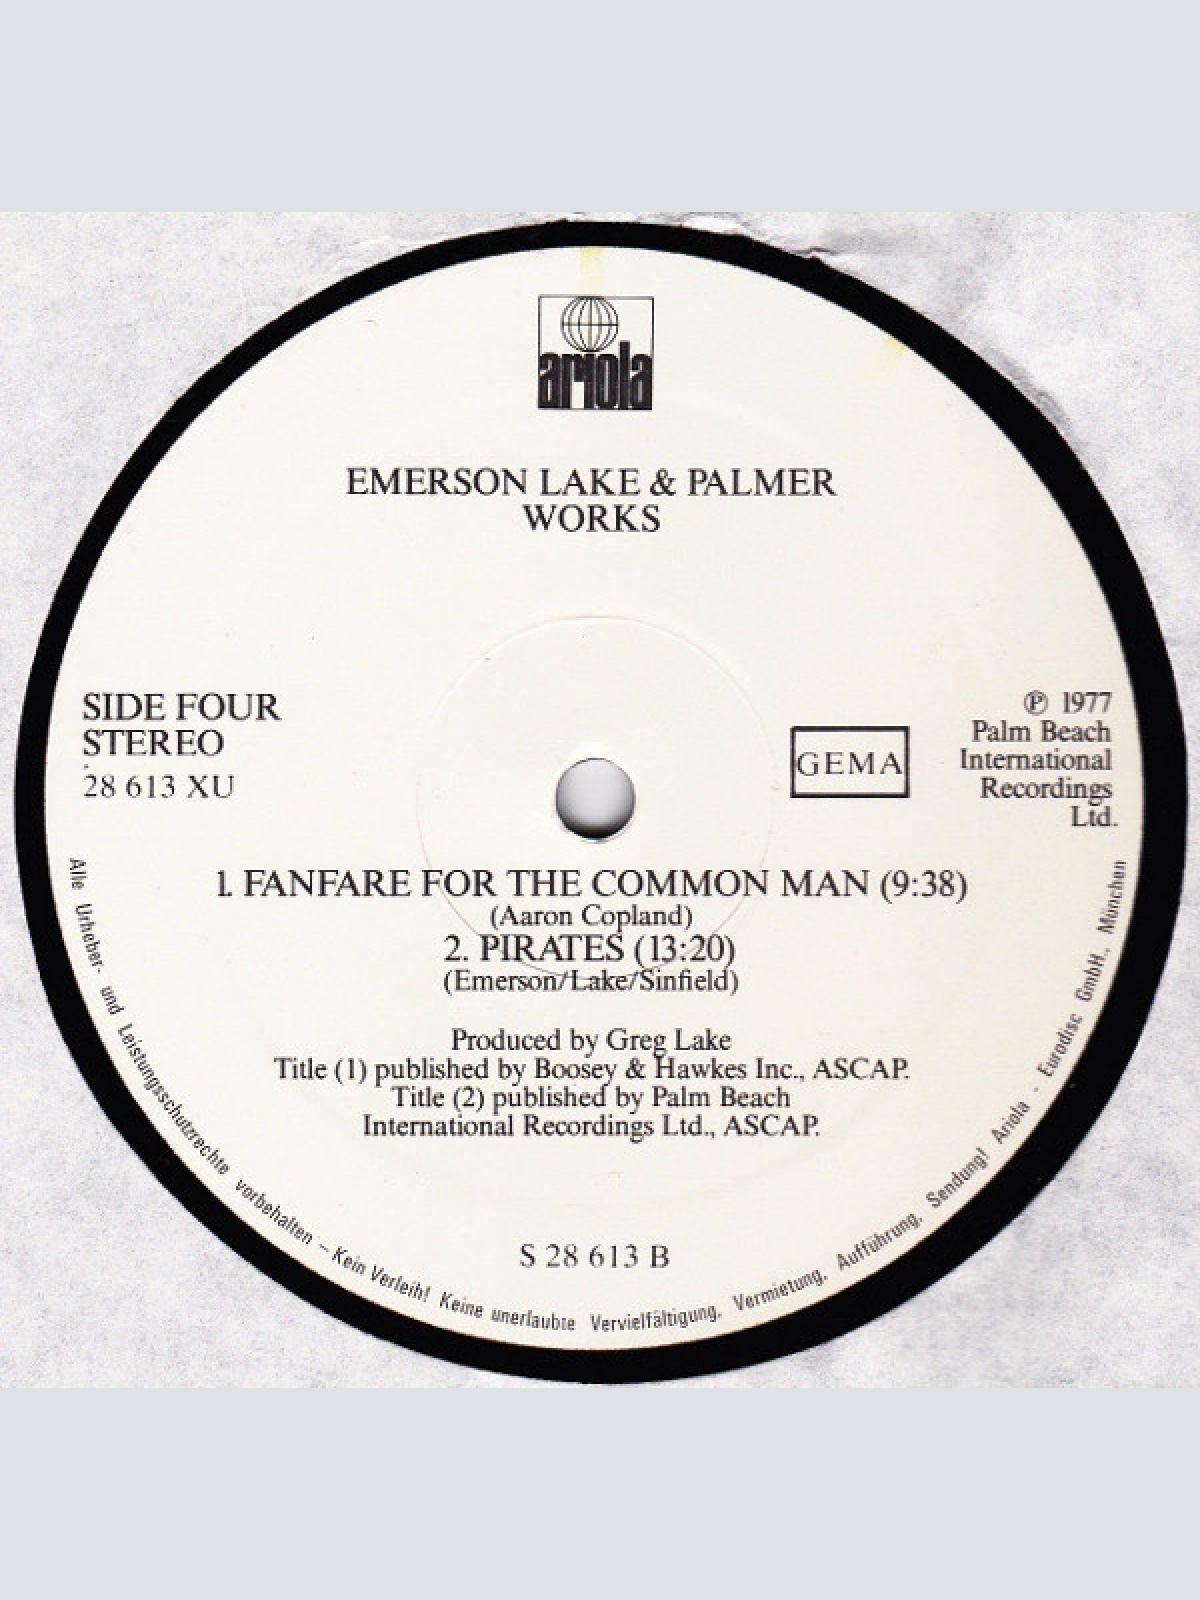 ariola
EMERSON LAKE & PALMER
WORKS
SIDE FOUR
STEREO
28 613 XU
GEMA
℗ 1977
Palm Beach
International
Recordings
Ltd.
1. FANFARE FOR THE COMMON MAN (9:38)
(Aaron Copland)
2. PIRATES (13:20)
(Emerson/Lake/Sinfield)
Produced by Greg Lake
Title (1) published by Boosey & Hawkes Inc., ASCAP.
Title (2) published by Palm Beach
International Recordings Ltd., ASCAP.
S 28 613 B
Alle Urheber- und Leistungsschutzrechte vorbehalten – Kein Verleih! Keine unerlaubte Vervielfältigung, Vermietung, Aufführung, Sendung! Ariola - Eurodisc GmbH., München